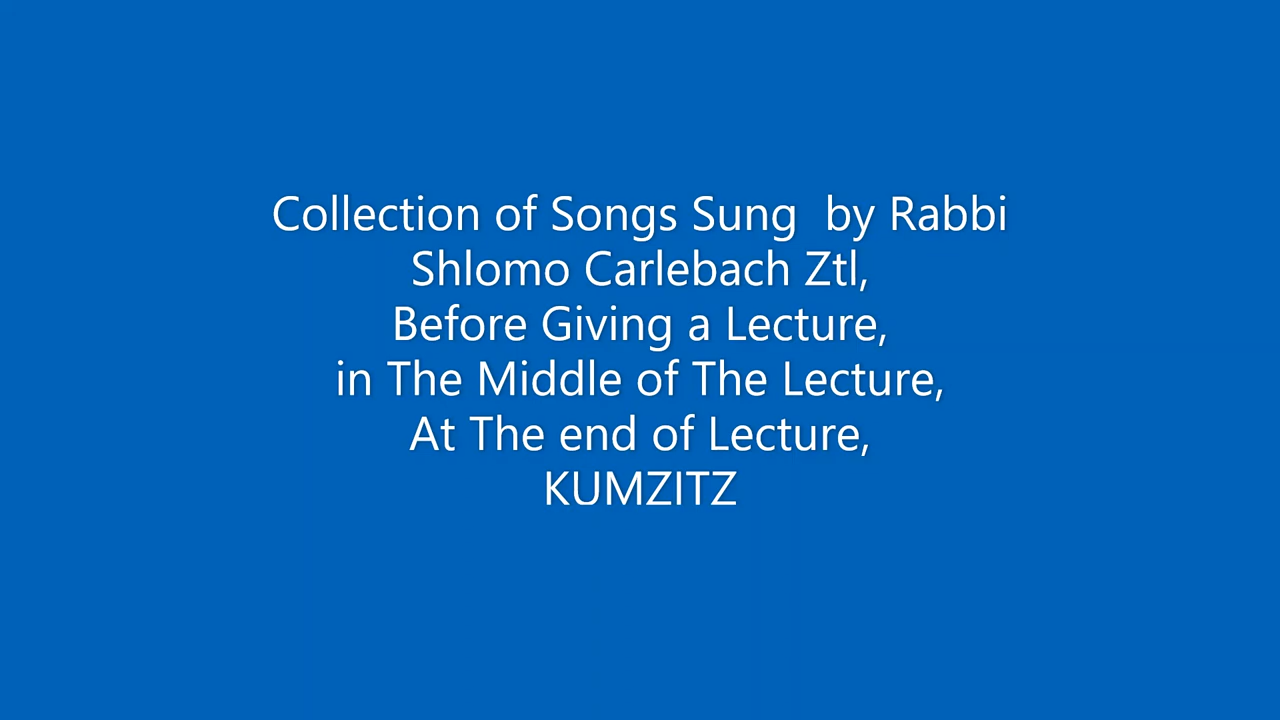 Collection of Songs Sung  by Rabbi
Shlomo Carlebach Ztl,
Before Giving a Lecture,
in The Middle of The Lecture,
At The end of Lecture,
KUMZITZ